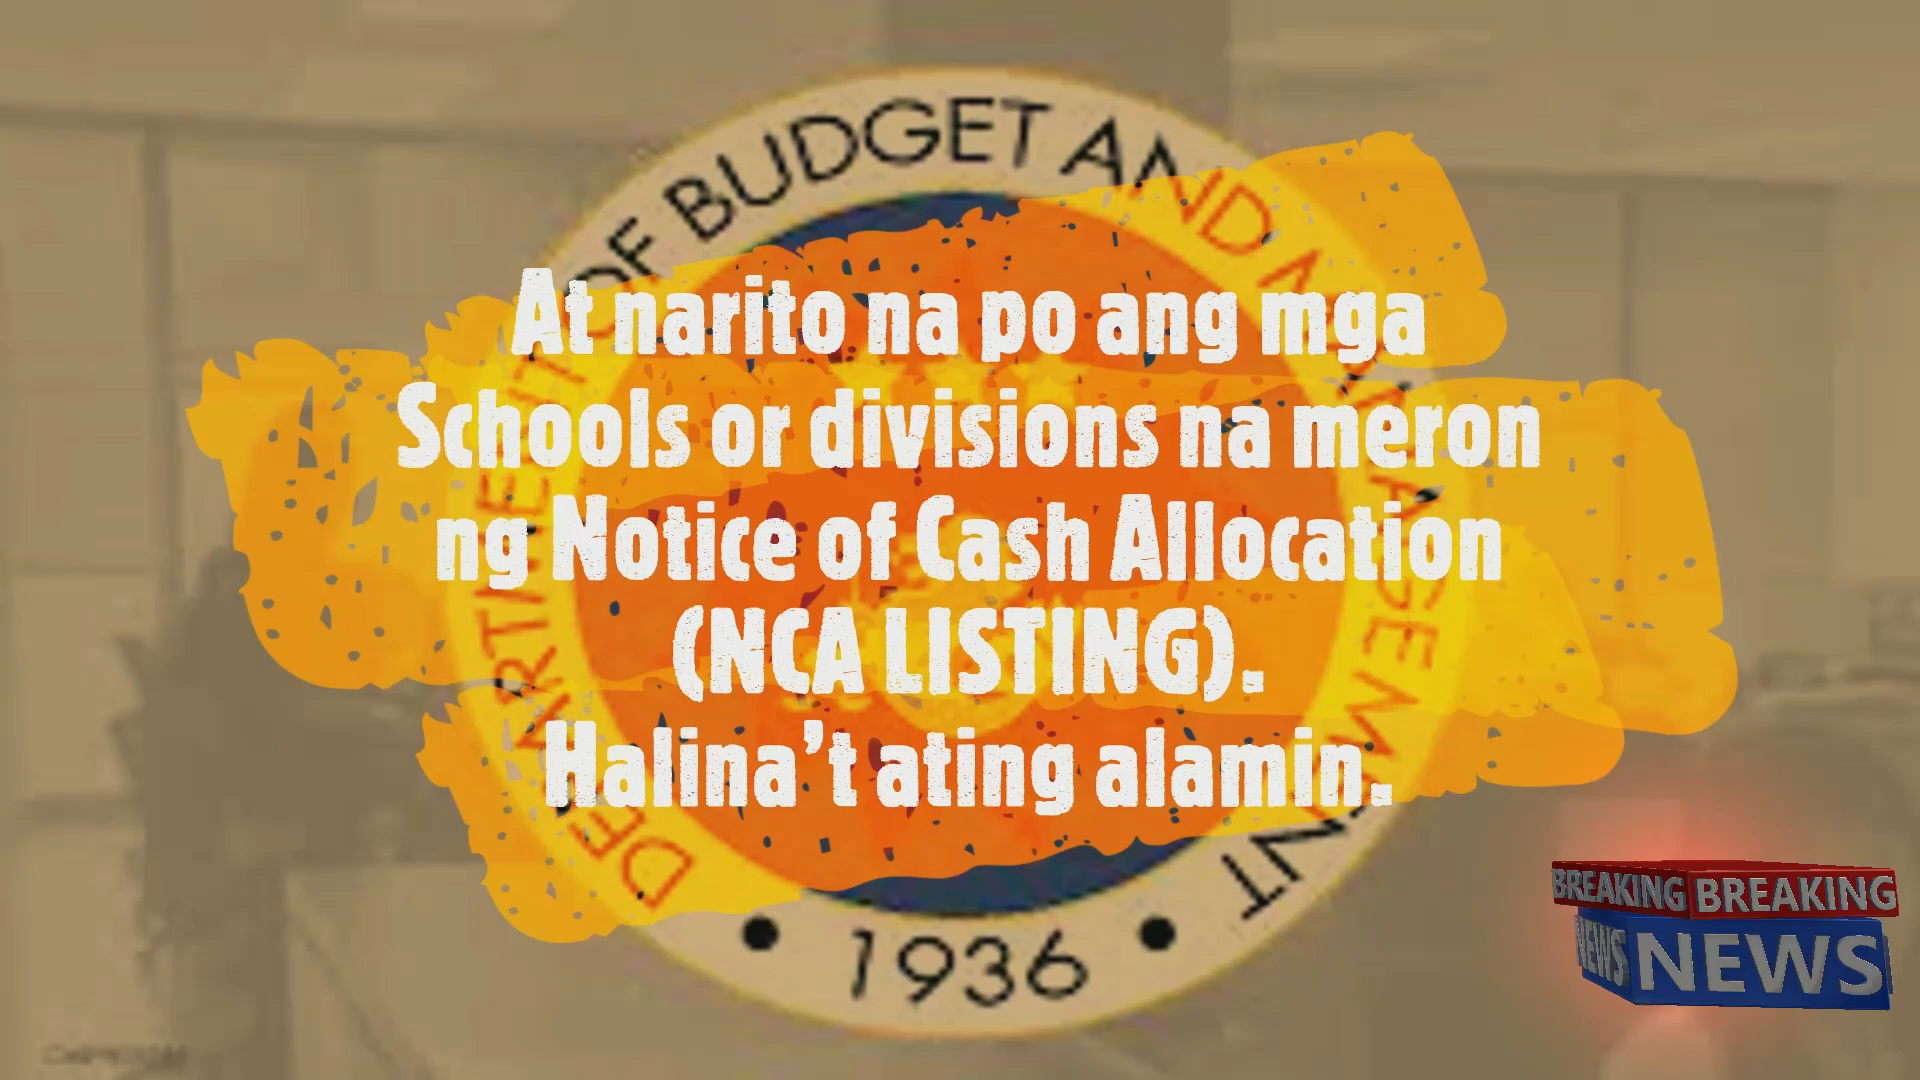 DEPARTMENT OF BUDGET AND MANAGEMENT
At narito na po ang mga
Schools or divisions na meron
ng Notice of Cash Allocation
(NCA LISTING).
Halina't ating alamin.
• 1936 •
BREAKING BREAKING
NEWS NEWS